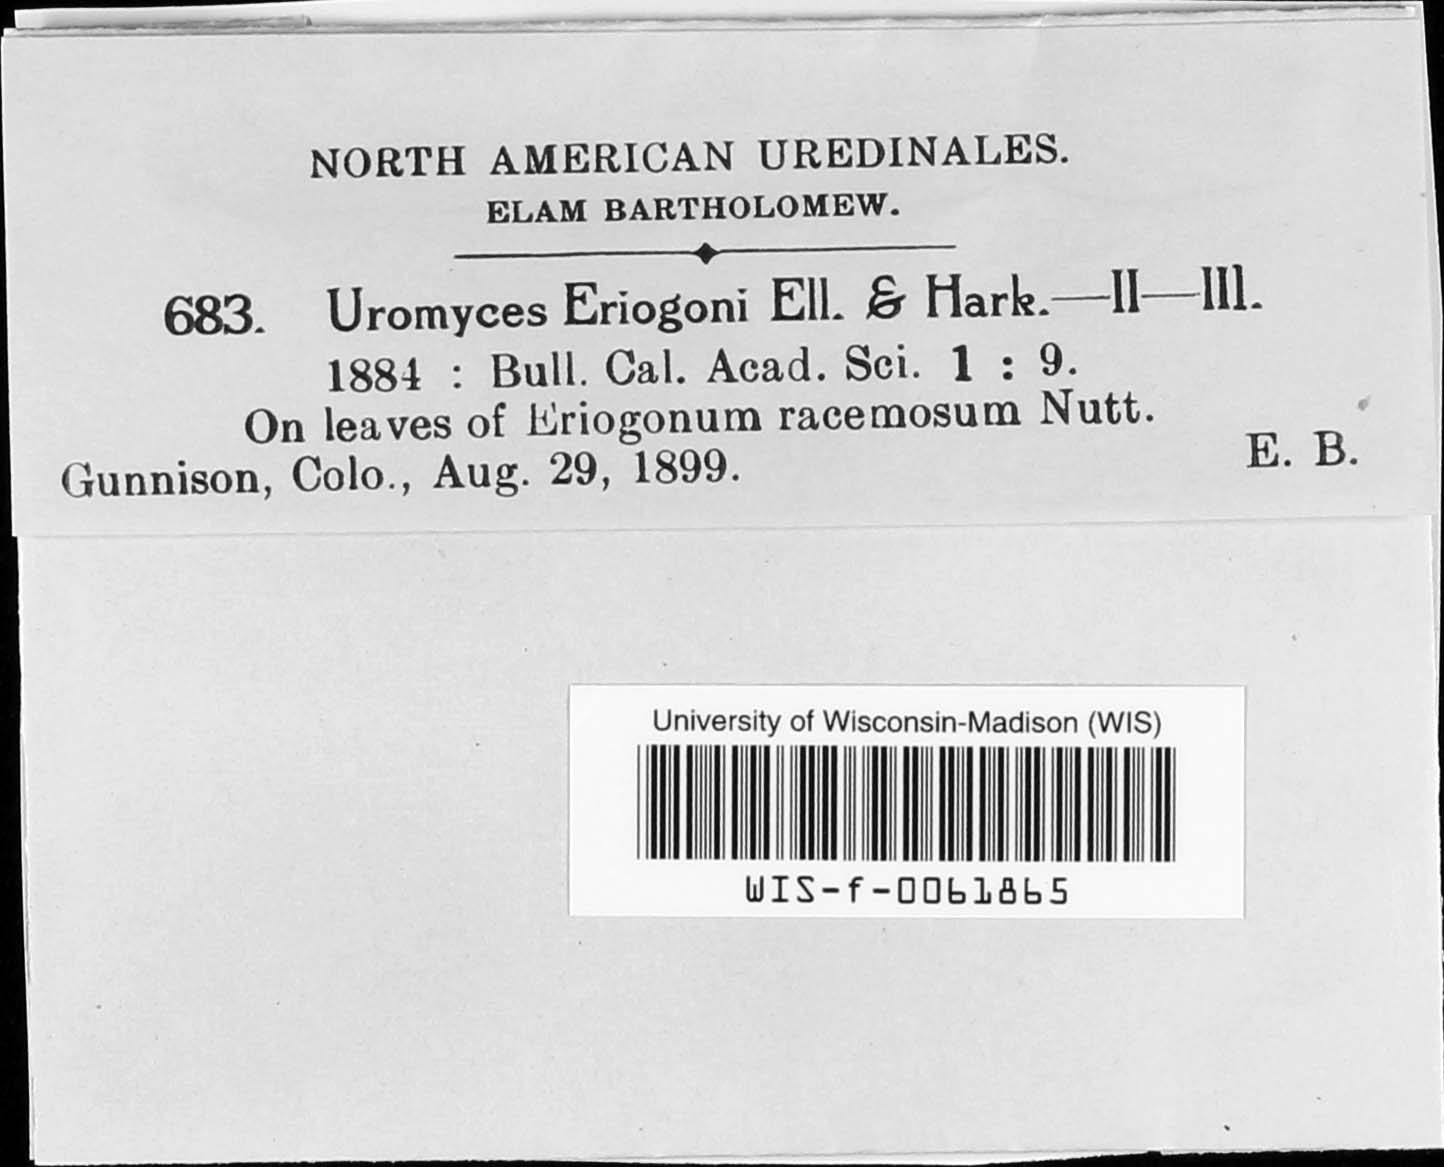 NORTH AMERICAN UREDINALES.
ELAM BARTHOLOMEW.
683. Uromyces Eriogoni Ell. & Hark.—II—III.
1884 : Bull. Cal. Acad. Sci. 1 : 9.
On leaves of Eriogonum racemosum Nutt.
Gunnison, Colo., Aug. 29, 1899. E. B.
University of Wisconsin-Madison (WIS)
WIS-f-0061865